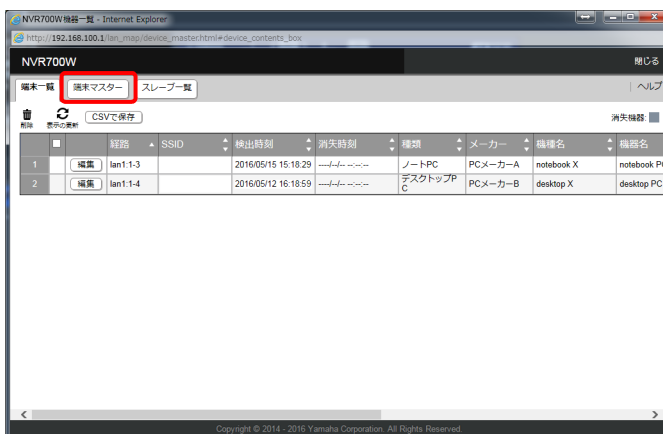 NVR700W機器一覧 - Internet Explorer
http://192.168.100.1/lan_map/device_master.html#device_contents_box
NVR700W 閉じる
端末一覧 端末マスター スレーブ一覧 ヘルプ
削除 表示の更新 CSVで保存 消失機器:
経路 SSID 検出時刻 消失時刻 種類 メーカー 機種名 機器名
1 編集 lan1:1-3 2016/05/15 15:18:29 ----/--/-- --:--:-- ノートPC PCメーカーA notebook X notebook P
2 編集 lan1:1-4 2016/05/12 16:18:59 ----/--/-- --:--:-- デスクトップP
C PCメーカーB desktop X desktop PC
Copyright © 2014 - 2016 Yamaha Corporation. All Rights Reserved.